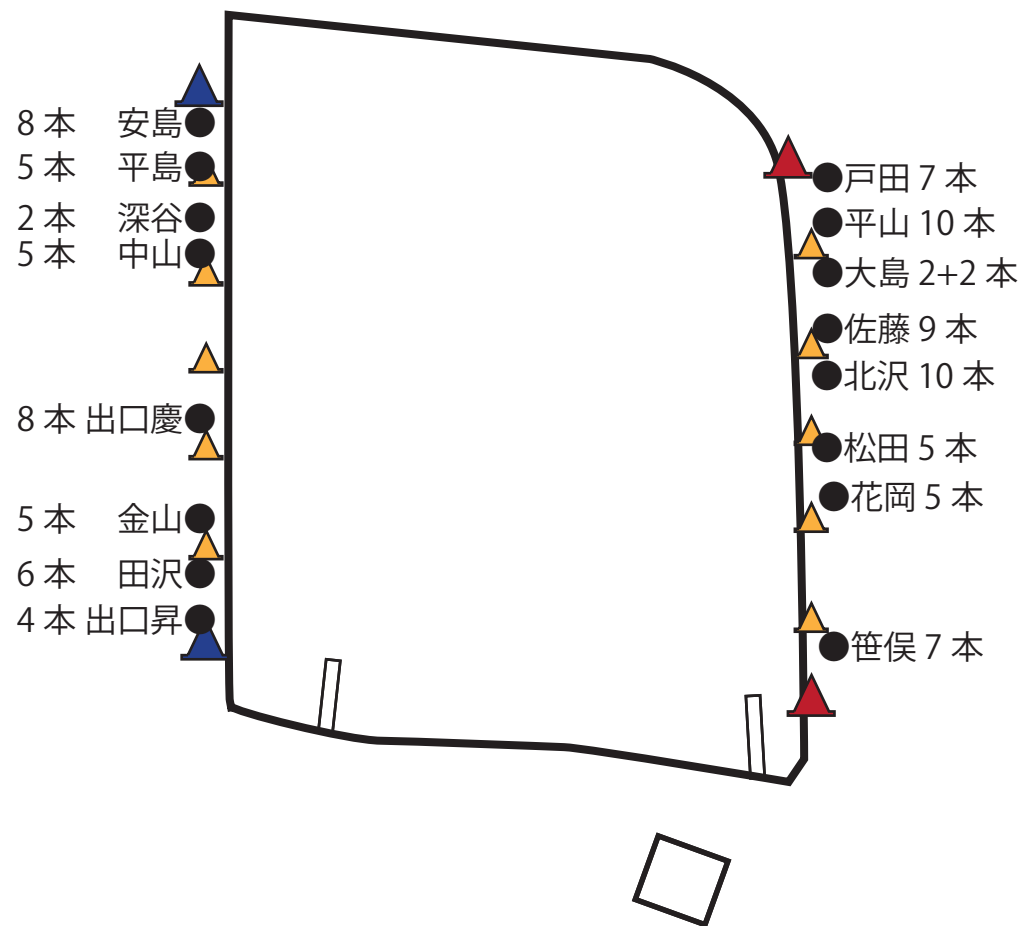 8 本 安島
5 本 平島
2 本 深谷
5 本 中山
8 本 出口慶
5 本 金山
6 本 田沢
4 本 出口昇
戸田 7 本
平山 10 本
大島 2+2 本
佐藤 9 本
北沢 10 本
松田 5 本
花岡 5 本
笹俣 7 本